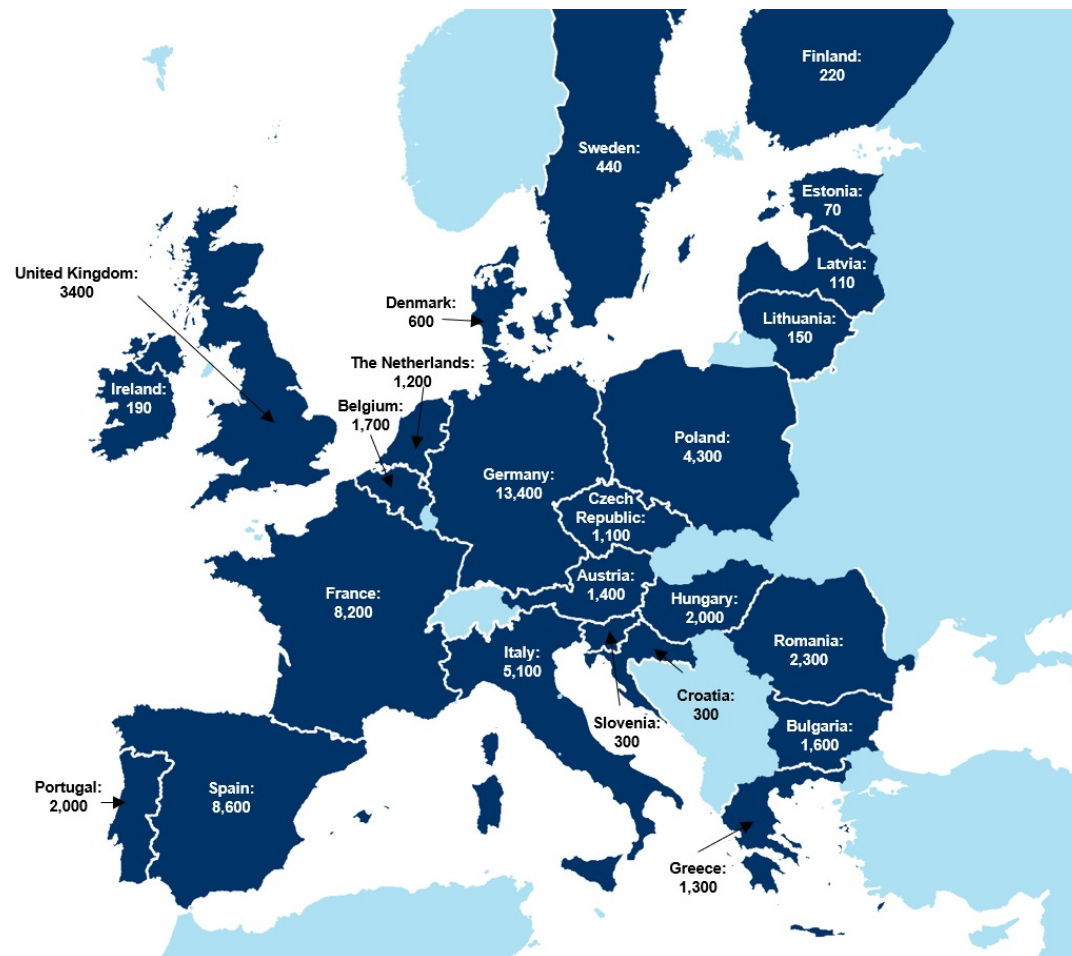 Finland:
220
Sweden:
440
Estonia:
70
Latvia:
110
Lithuania:
150
United Kingdom:
3400
Denmark:
600
The Netherlands:
1,200
Belgium:
1,700
Ireland:
190
Poland:
4,300
Germany:
13,400
Czech
Republic:
1,100
Austria:
1,400
France:
8,200
Hungary:
2,000
Romania:
2,300
Italy:
5,100
Croatia:
300
Slovenia:
300
Bulgaria:
1,600
Portugal:
2,000
Spain:
8,600
Greece:
1,300